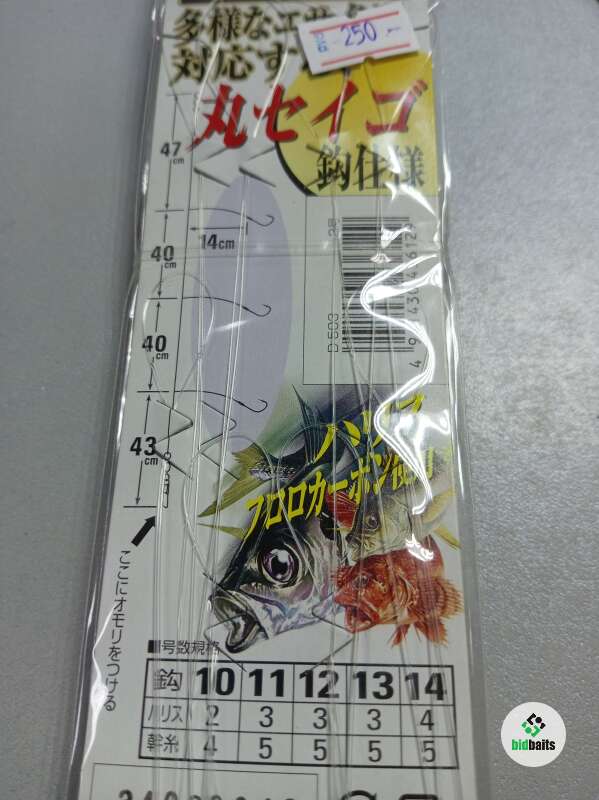 多様なエサ
対応す
250
丸セイゴ
鈎仕様
47cm
14cm
40cm
40cm
43cm
D 503
ハリス
フロロカーボン使用
ここにオモリをつける
■号数規格
鈎 10 11 12 13 14
ハリス 2 3 3 3 4
幹糸 4 5 5 5 5
bidbaits